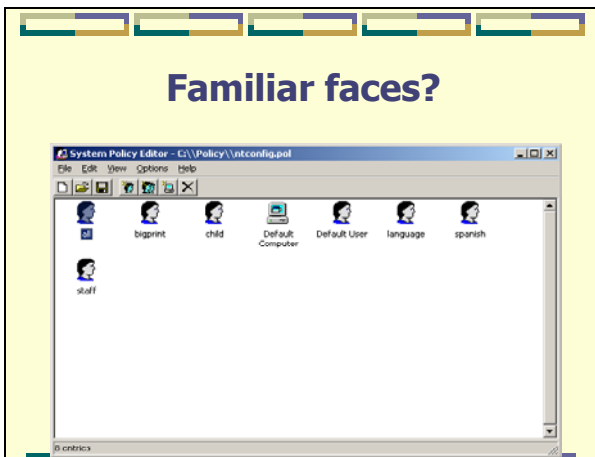 Familiar faces?
System Policy Editor - C:\\Policy\\ntconfig.pol
File Edit View Options Help
all bigprint child Default Computer Default User language spanish
staff
8 entries